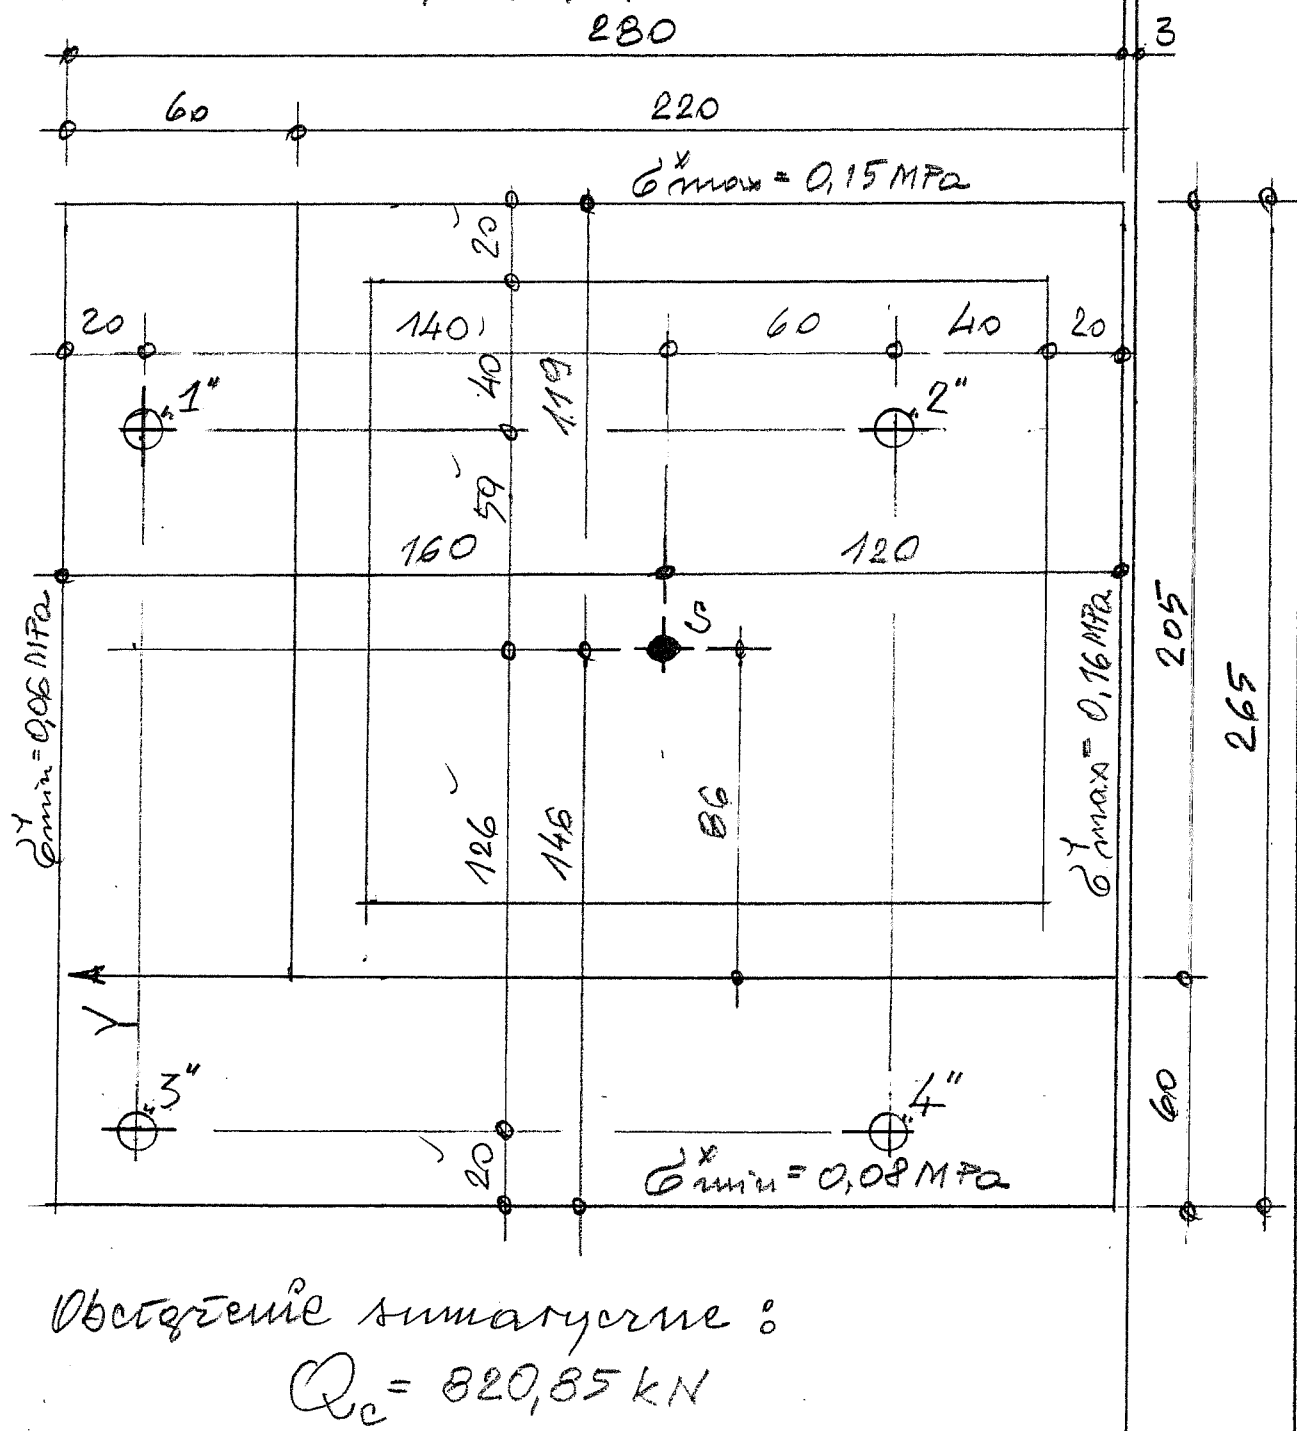 280 3
60 220
σˣmax = 0,15 MPa
20
20 140 60 40 20
40
119
"1" "2"
59
160 120
S
σʸmin = 0,06 MPa
σʸmax = 0,16 MPa
205
265
126 146 86
Y
"3" "4"
60
20
σˣmin = 0,08 MPa
Obciążenie sumaryczne :
Qc = 820,85 kN